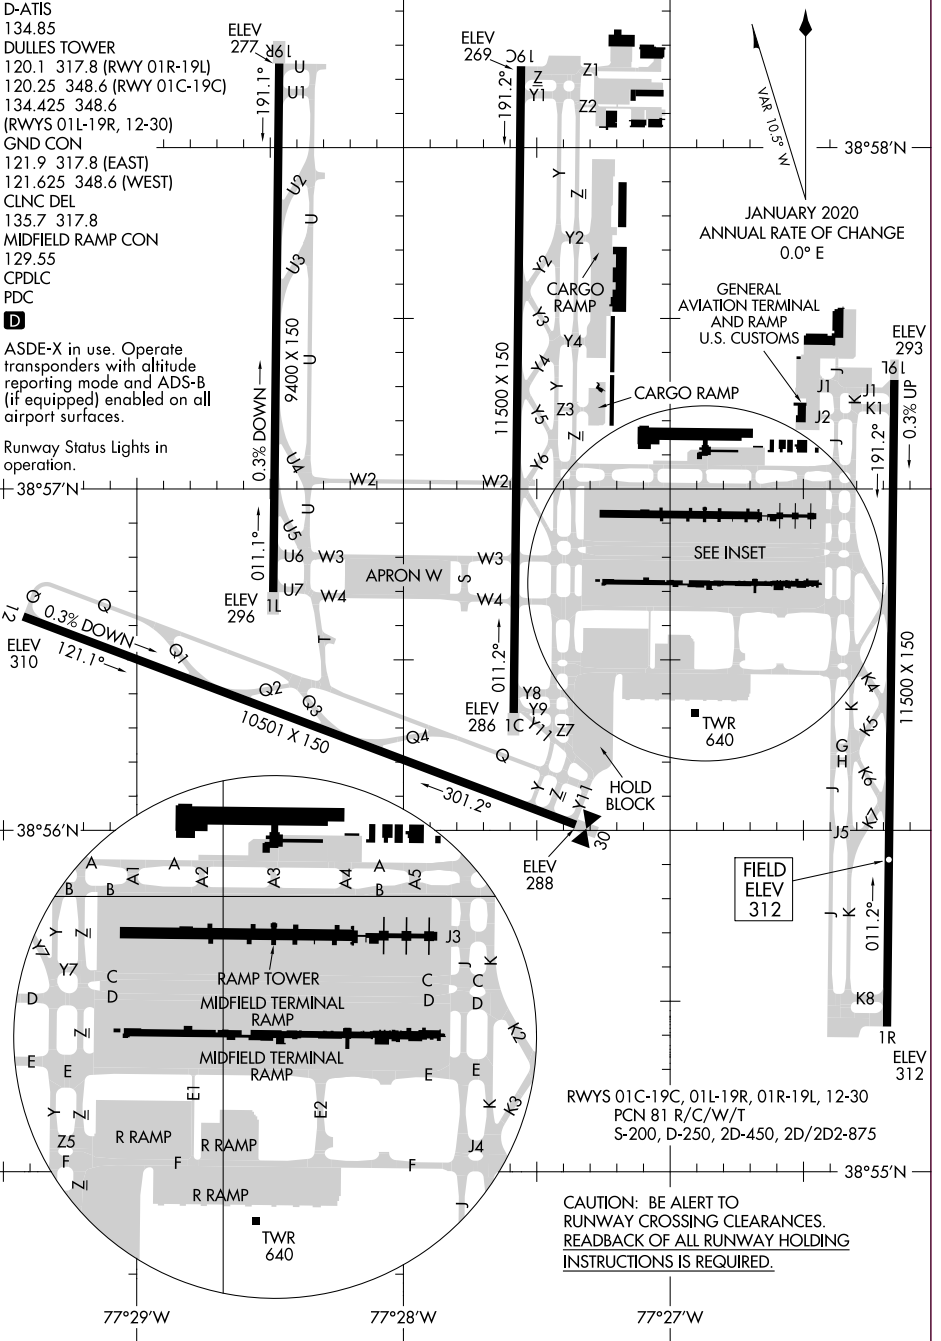 D-ATIS
134.85
DULLES TOWER
120.1 317.8 (RWY 01R-19L)
120.25 348.6 (RWY 01C-19C)
134.425 348.6
(RWYS 01L-19R, 12-30)
GND CON
121.9 317.8 (EAST)
121.625 348.6 (WEST)
CLNC DEL
135.7 317.8
MIDFIELD RAMP CON
129.55
CPDLC
PDC
D
ASDE-X in use. Operate
transponders with altitude
reporting mode and ADS-B
(if equipped) enabled on all
airport surfaces.
Runway Status Lights in
operation.
ELEV
277
19R
U
U1
191.1°
U2
U
U3
U
9400 X 150
0.3% DOWN
U4
W2
W2
U
U5
011.1°
U6
W3
W3
APRON W
S
U7
W4
W4
ELEV
296
1L
T
ELEV
269
19C
Z
Z1
Y1
Z2
191.2°
Y
Z
Y2
Y2
CARGO
RAMP
Y3
Y4
Y4
11500 X 150
Y
Y5
Z3
CARGO RAMP
Z
Y6
VAR 10.5° W
38°58'N
JANUARY 2020
ANNUAL RATE OF CHANGE
0.0° E
GENERAL
AVIATION TERMINAL
AND RAMP
U.S. CUSTOMS
ELEV
293
19L
J
J1
J1
K
K1
J2
J
0.3% UP
191.2°
38°57'N
38°57'N
SEE INSET
12
Q
Q
0.3% DOWN
ELEV
310
121.1°
Q1
Q2
Q3
10501 X 150
Q4
Q
301.2°
011.2°
ELEV
286
1C
Y8
Y9
Y11
Z7
Y
Z
Y11
HOLD
BLOCK
30
ELEV
288
TWR
640
11500 X 150
K4
K
K5
G
H
K6
J
K7
J5
FIELD
ELEV
312
J
K
011.2°
K8
1R
ELEV
312
38°56'N
38°56'N
A
A1
A
A2
A3
A4
A
A5
B
B
B
Y
Z
Y7
Y7
J3
RAMP TOWER
J
K
C
C
C
D
D
D
D
MIDFIELD TERMINAL
RAMP
Z
K2
MIDFIELD TERMINAL
RAMP
E
E
E
E
E1
E2
Y
Z
K
K3
Z5
R RAMP
R RAMP
J4
F
F
F
Z
R RAMP
J
TWR
640
RWYS 01C-19C, 01L-19R, 01R-19L, 12-30
PCN 81 R/C/W/T
S-200, D-250, 2D-450, 2D/2D2-875
38°55'N
CAUTION: BE ALERT TO
RUNWAY CROSSING CLEARANCES.
READBACK OF ALL RUNWAY HOLDING
INSTRUCTIONS IS REQUIRED.
77°29'W
77°28'W
77°27'W